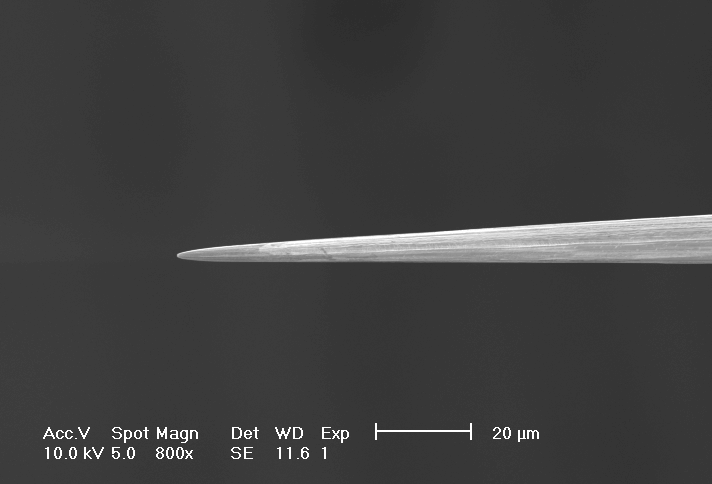 Acc.V Spot Magn Det WD Exp 20 µm
10.0 kV 5.0 800x SE 11.6 1